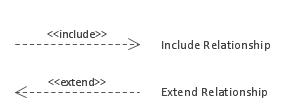 <<include>>
Include Relationship
<<extend>>
Extend Relationship